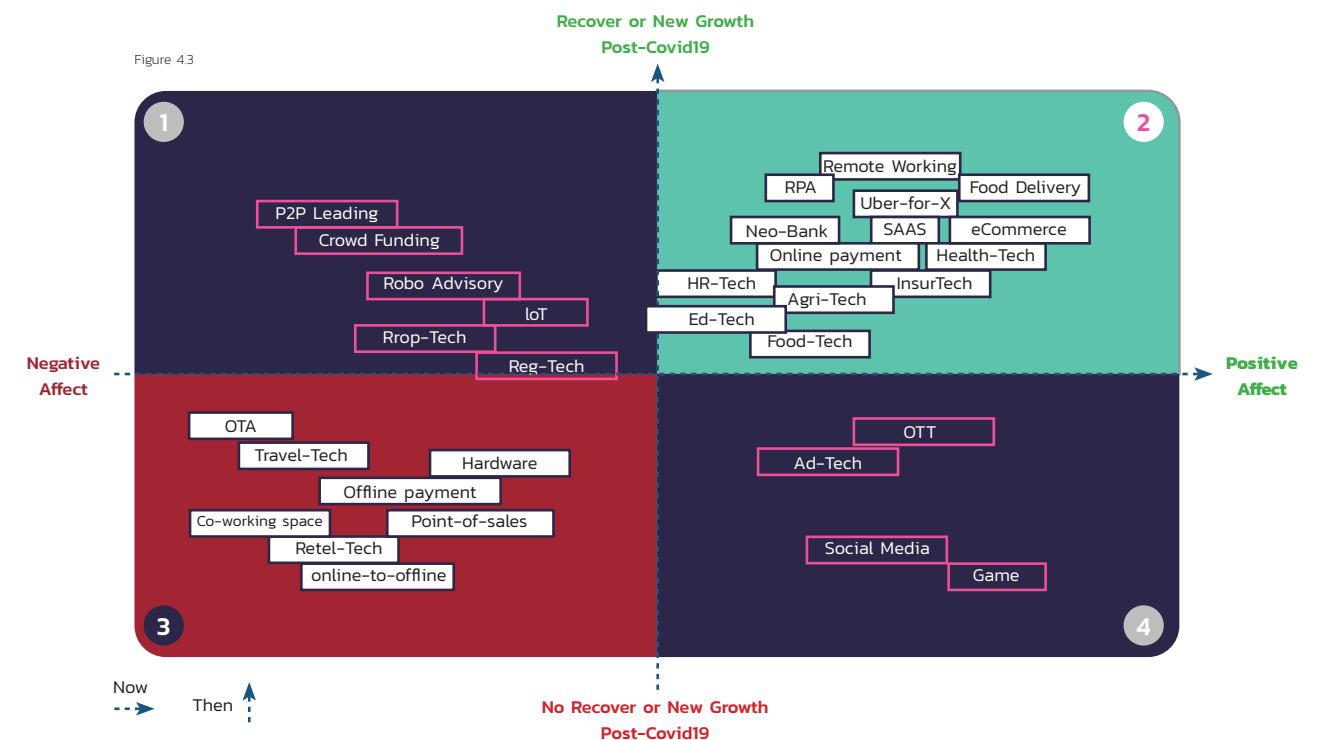 Recover or New Growth
Post-Covid19
Figure 4.3
1
2
P2P Leading
Crowd Funding
Robo Advisory
IoT
Rrop-Tech
Reg-Tech
Remote Working
RPA
Food Delivery
Uber-for-X
Neo-Bank
SAAS
eCommerce
Online payment
Health-Tech
HR-Tech
InsurTech
Agri-Tech
Ed-Tech
Food-Tech
Negative
Affect
Positive
Affect
OTA
Travel-Tech
Hardware
Offline payment
Co-working space
Point-of-sales
Retel-Tech
online-to-offline
3
OTT
Ad-Tech
Social Media
Game
4
Now
Then
No Recover or New Growth
Post-Covid19